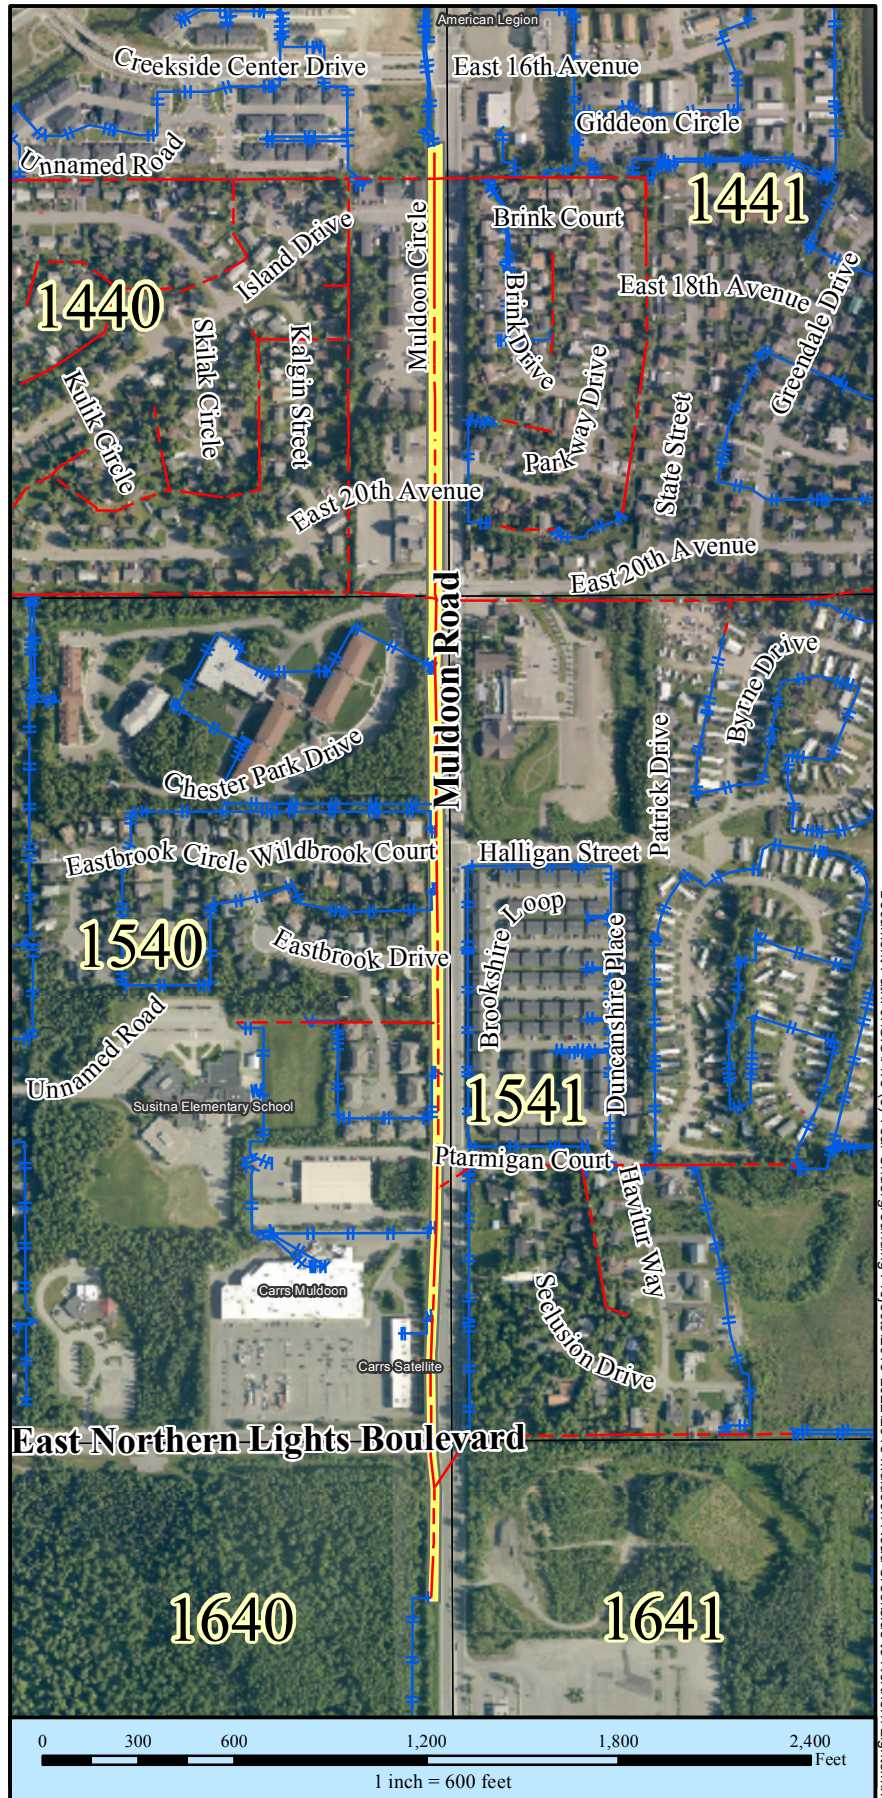 American Legion
Creekside Center Drive
East 16th Avenue
Giddeon Circle
Unnamed Road
1441
Brink Court
Island Drive
Muldoon Circle
East 18th Avenue
Greendale Drive
1440
Brink Drive
Skilak Circle
Kalgin Street
Kulik Circle
Parkway Drive
State Street
East 20th Avenue
East 20th Avenue
Muldoon Road
Byrne Drive
Chester Park Drive
Patrick Drive
Eastbrook Circle
Wildbrook Court
Halligan Street
Brookshire Loop
1540
Eastbrook Drive
Duncanshire Place
Unnamed Road
Susitna Elementary School
1541
Ptarmigan Court
Havitur Way
Carrs Muldoon
Seclusion Drive
Carrs Satellite
East Northern Lights Boulevard
1640
1641
0 300 600 1,200 1,800 2,400
Feet
1 inch = 600 feet